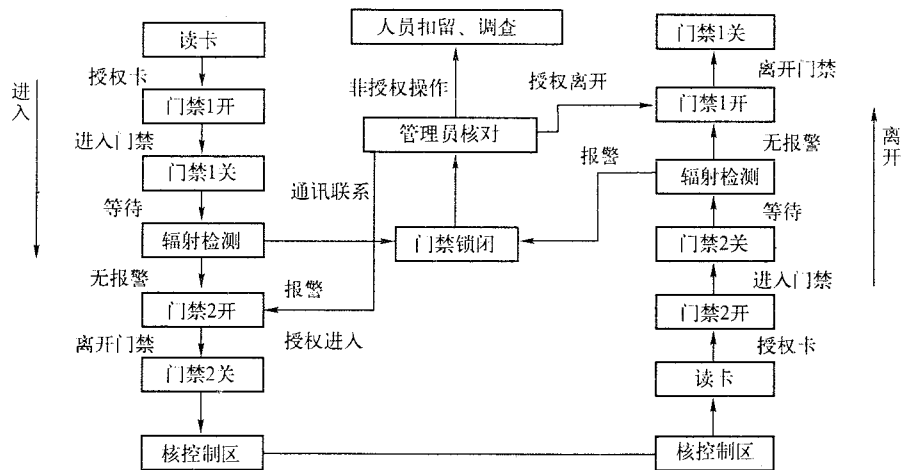 进入
读卡
授权卡
门禁1开
进入门禁
门禁1关
等待
辐射检测
无报警
门禁2开
离开门禁
门禁2关
核控制区
人员扣留、调查
非授权操作
授权离开
管理员核对
通讯联系
报警
门禁锁闭
报警
授权进入
门禁1关
离开门禁
门禁1开
无报警
辐射检测
等待
门禁2关
进入门禁
门禁2开
授权卡
读卡
核控制区
离开